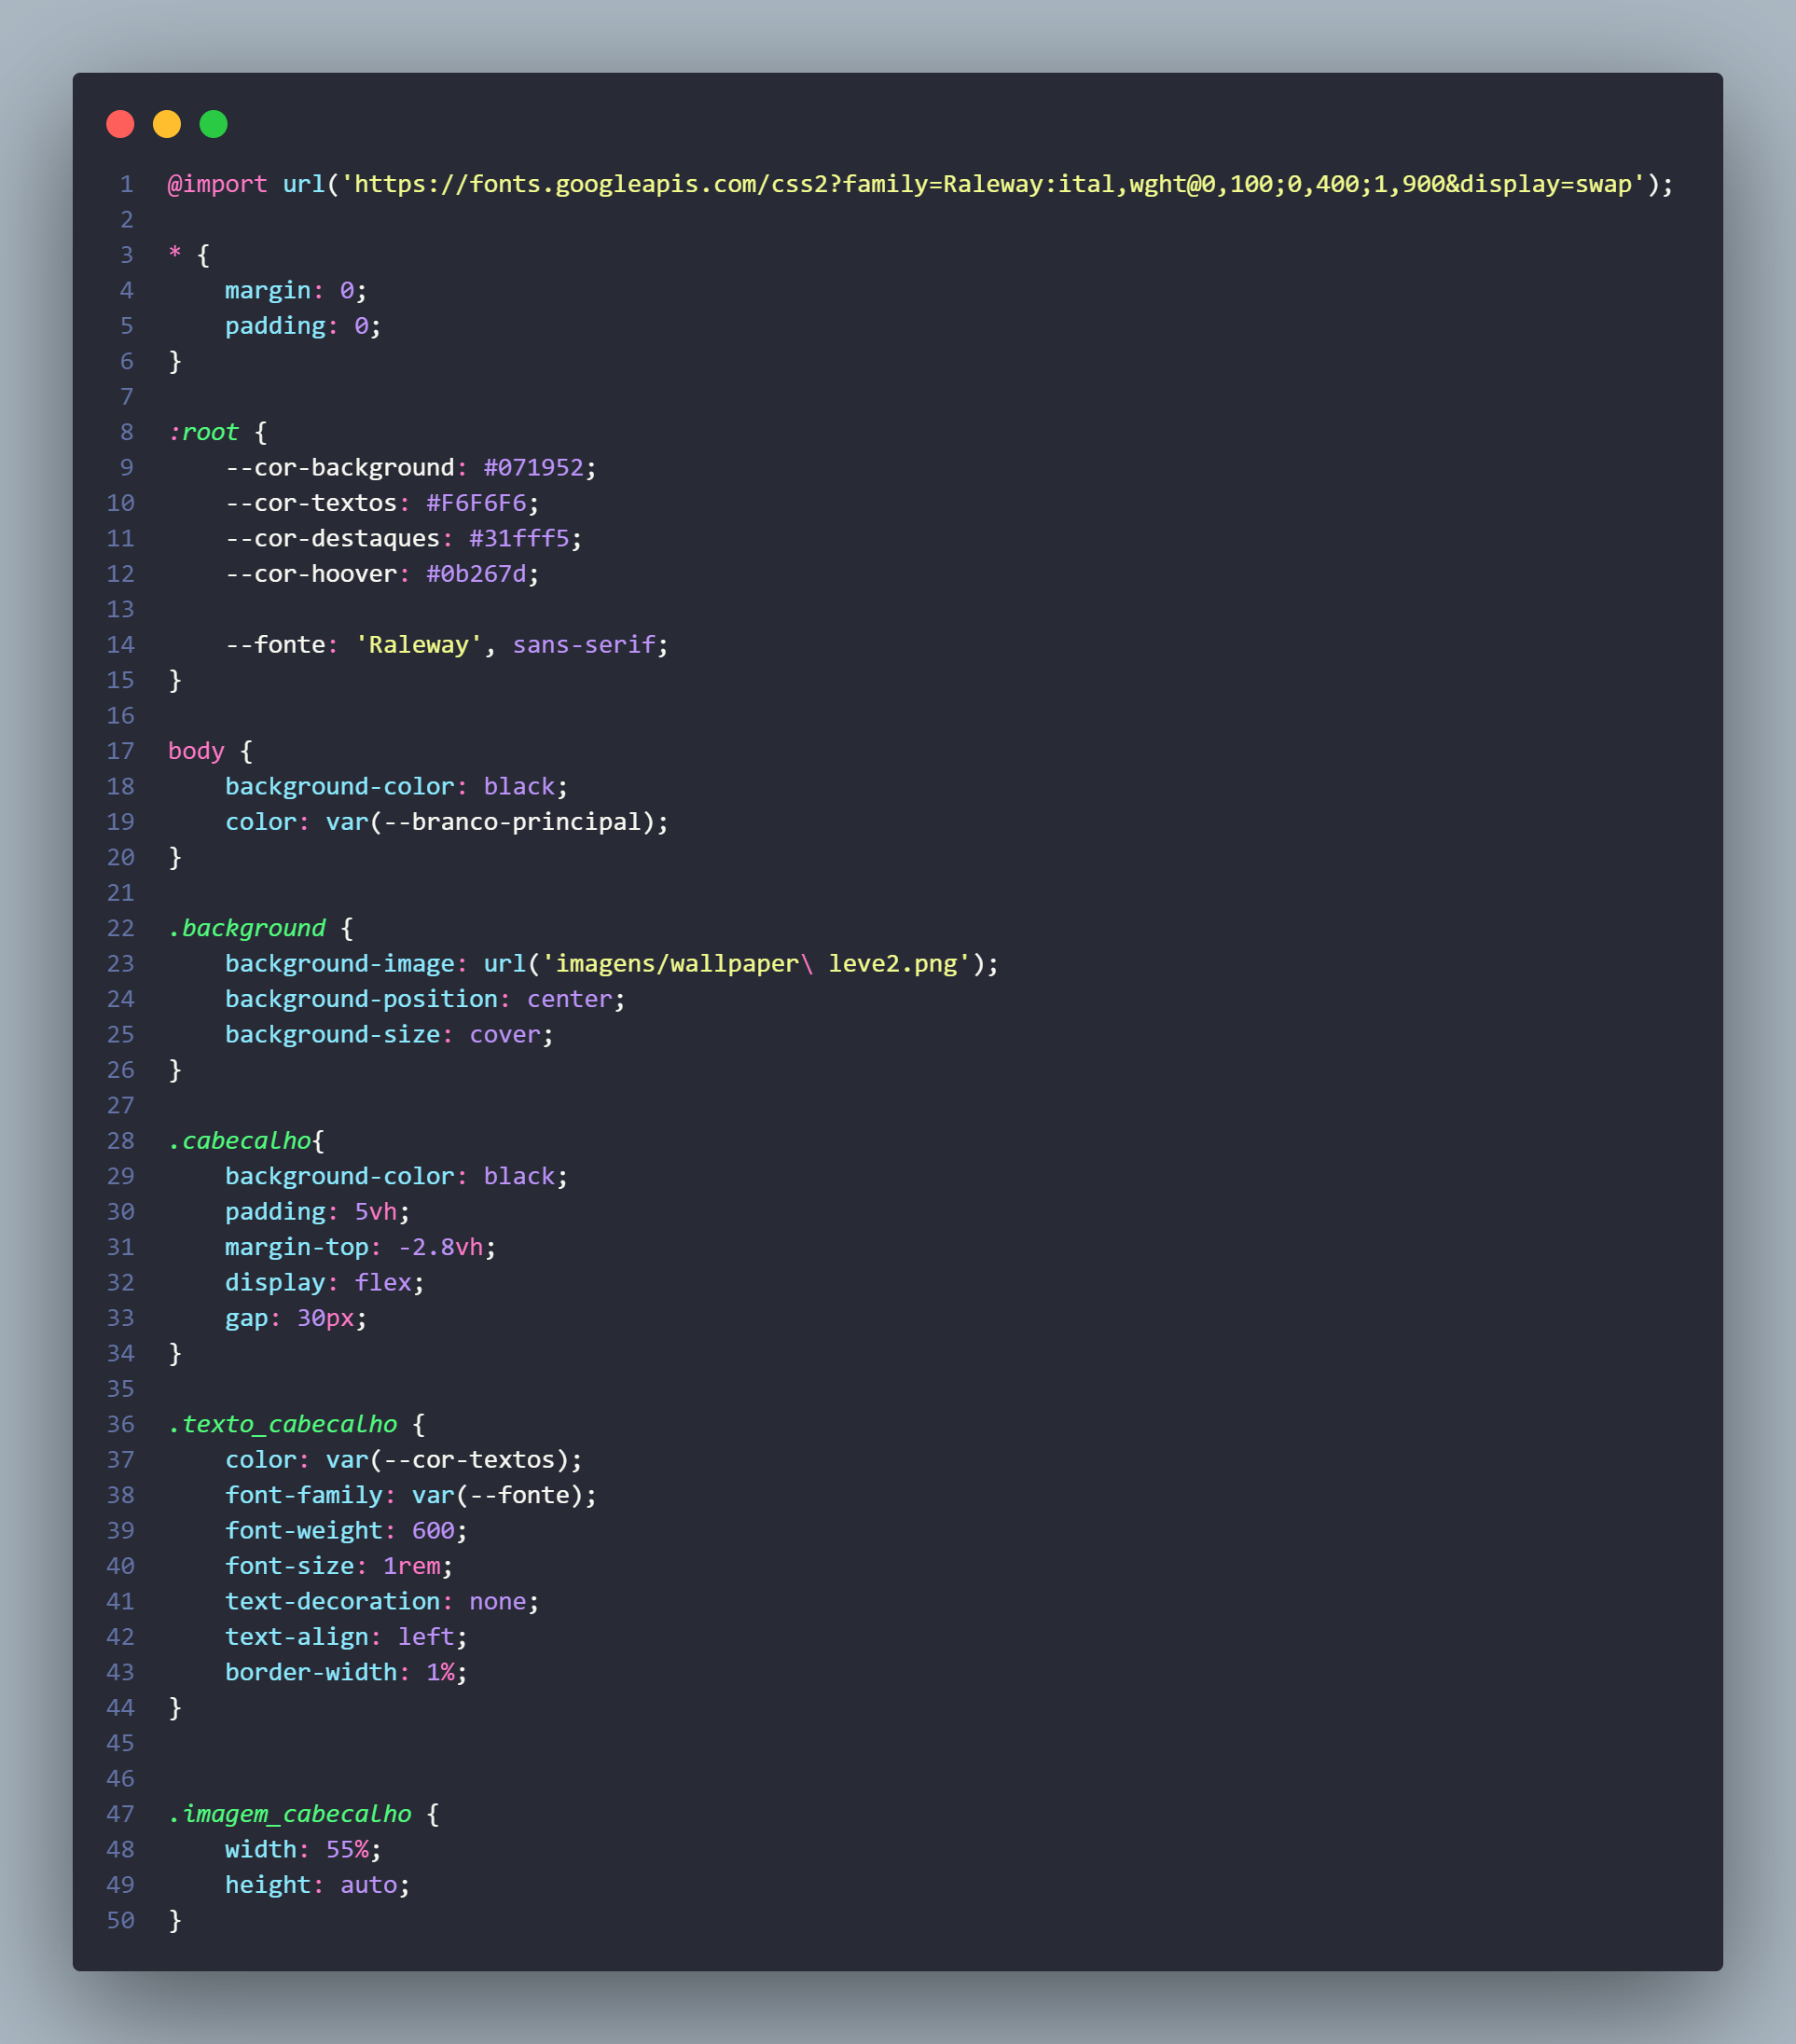 1 @import url('https://fonts.googleapis.com/css2?family=Raleway:ital,wght@0,100;0,400;1,900&display=swap');
2
3 * {
4     margin: 0;
5     padding: 0;
6 }
7
8 :root {
9     --cor-background: #071952;
10     --cor-textos: #F6F6F6;
11     --cor-destaques: #31fff5;
12     --cor-hoover: #0b267d;
13
14     --fonte: 'Raleway', sans-serif;
15 }
16
17 body {
18     background-color: black;
19     color: var(--branco-principal);
20 }
21
22 .background {
23     background-image: url('imagens/wallpaper\ leve2.png');
24     background-position: center;
25     background-size: cover;
26 }
27
28 .cabecalho{
29     background-color: black;
30     padding: 5vh;
31     margin-top: -2.8vh;
32     display: flex;
33     gap: 30px;
34 }
35
36 .texto_cabecalho {
37     color: var(--cor-textos);
38     font-family: var(--fonte);
39     font-weight: 600;
40     font-size: 1rem;
41     text-decoration: none;
42     text-align: left;
43     border-width: 1%;
44 }
45
46
47 .imagem_cabecalho {
48     width: 55%;
49     height: auto;
50 }